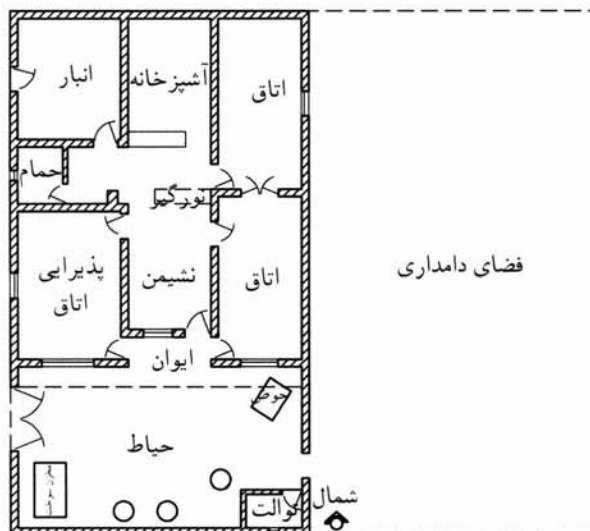 انبار
آشپزخانه
اتاق
حمام
نورگیر
پذیرایی
اتاق
نشیمن
اتاق
فضای دامداری
ایوان
حوض
حیاط
توالت
شمال